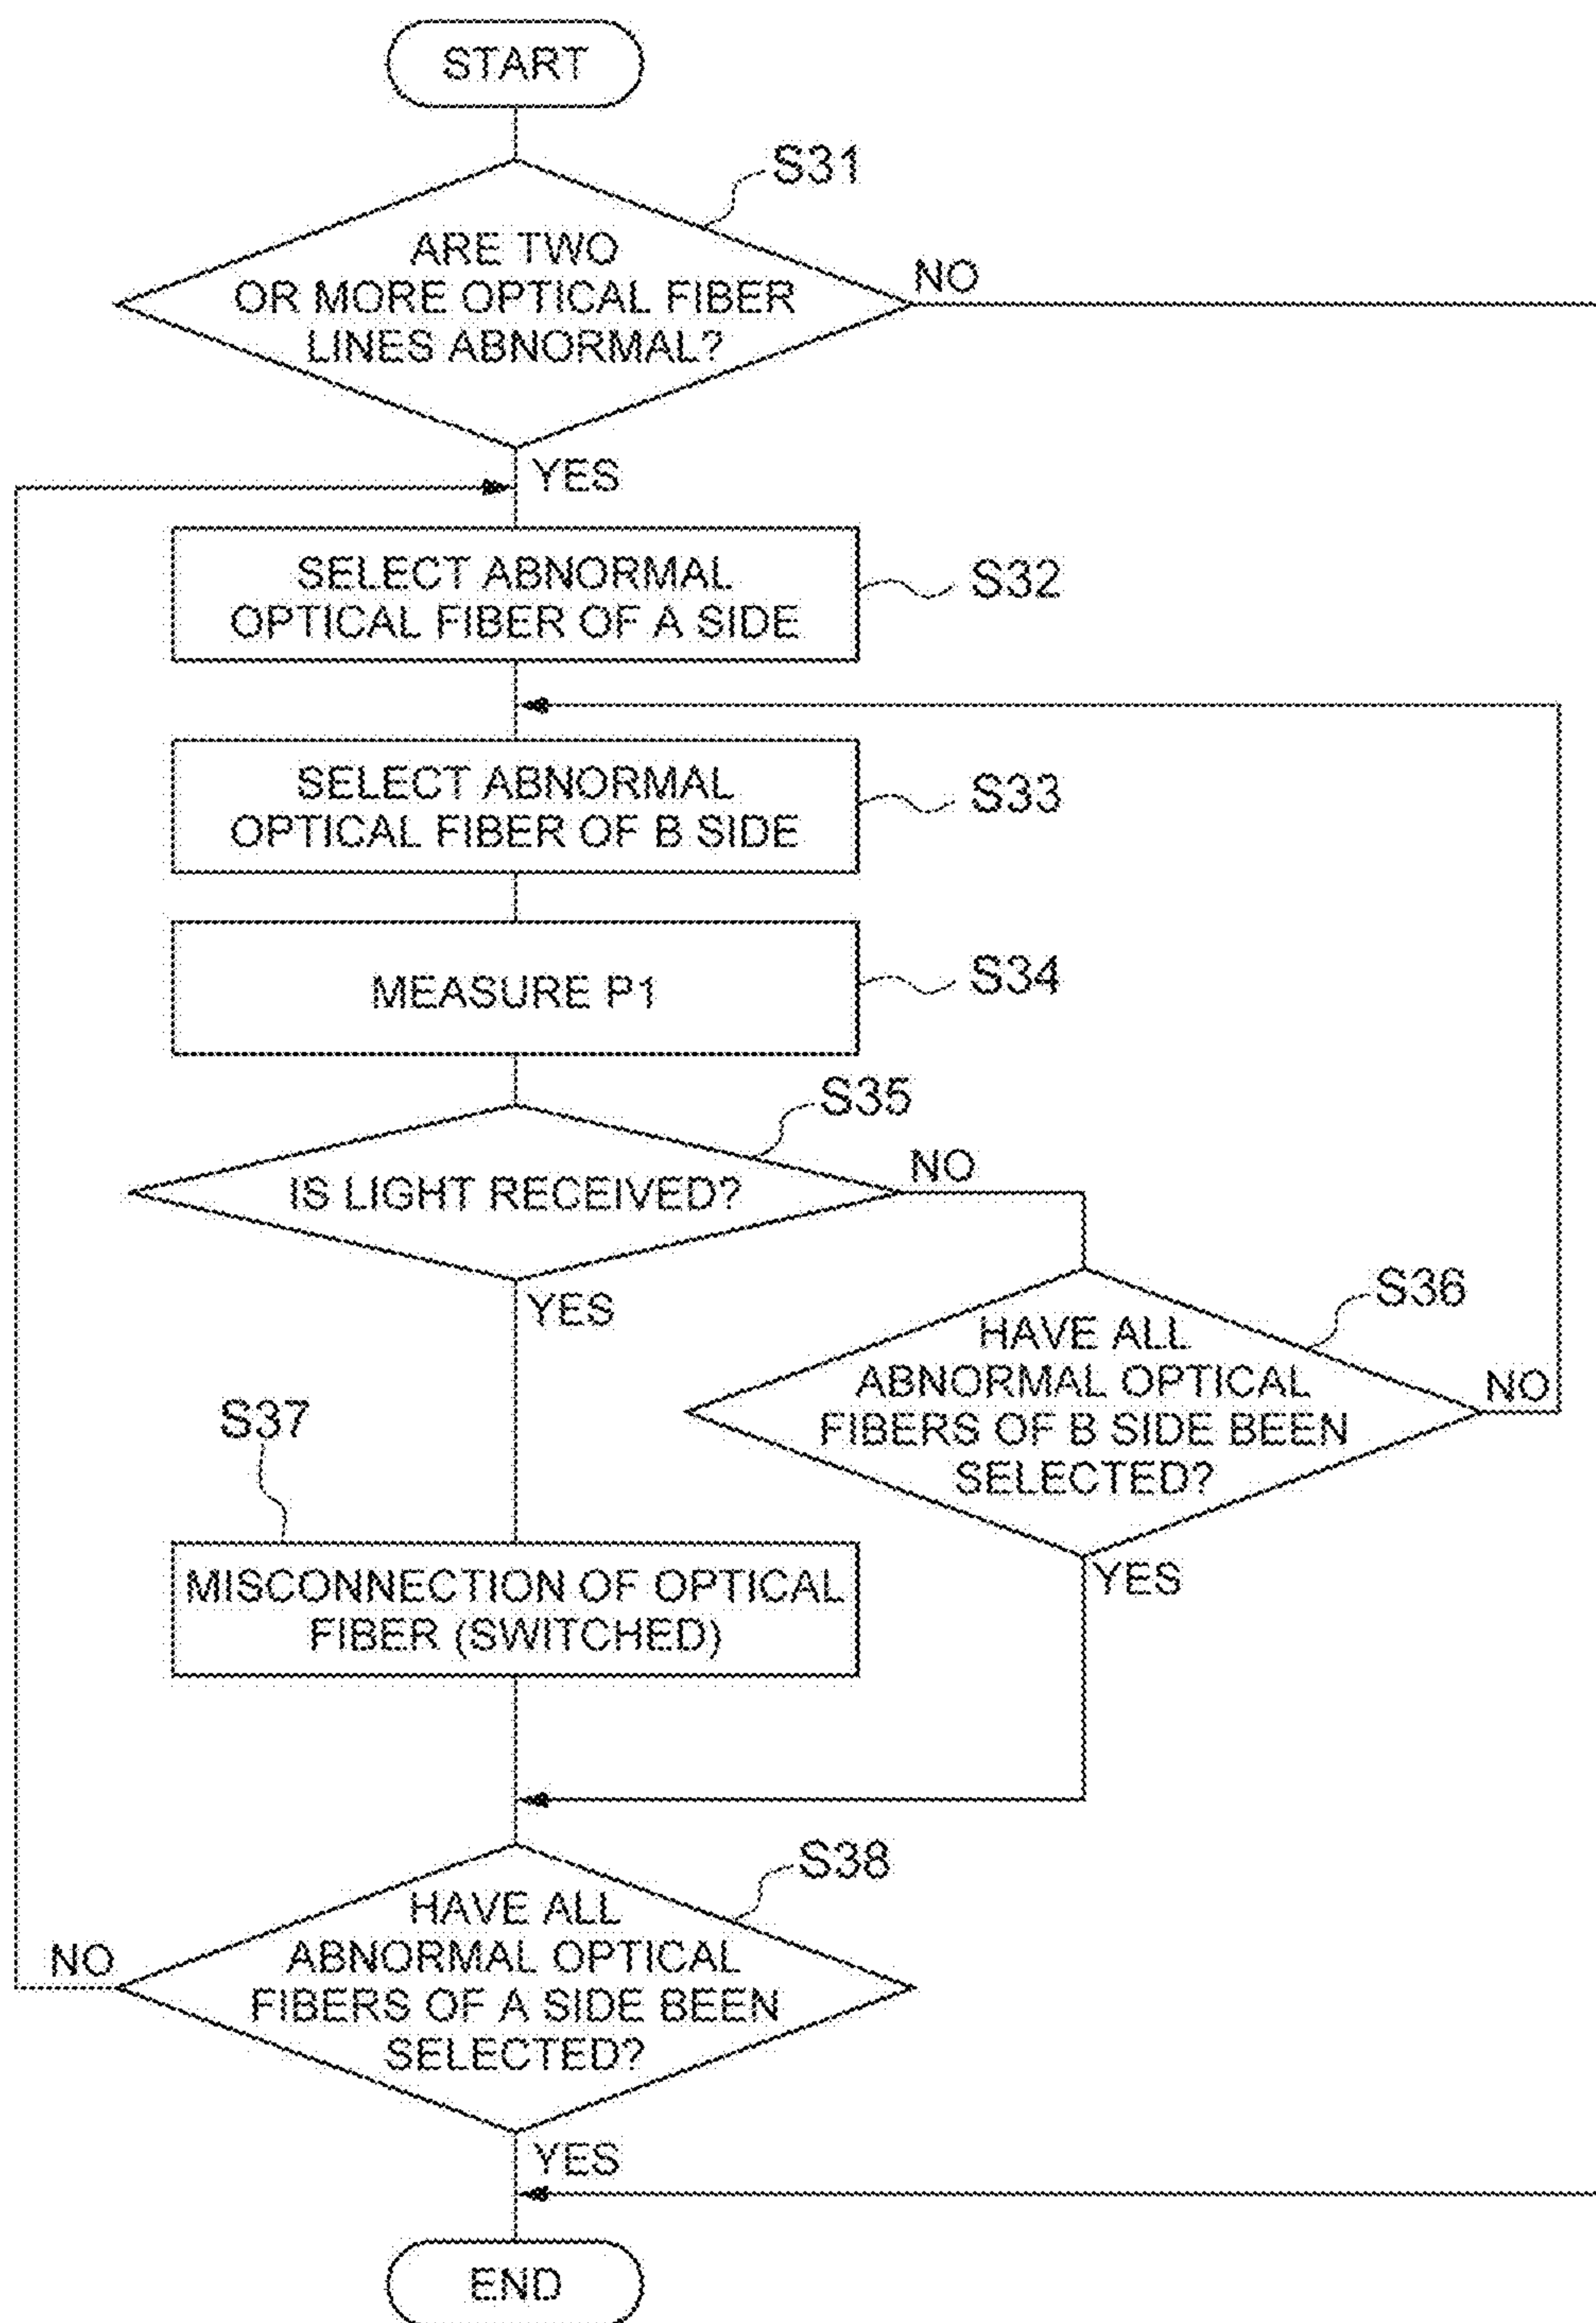 START
S31
ARE TWO
OR MORE OPTICAL FIBER
LINES ABNORMAL?
NO
YES
SELECT ABNORMAL
OPTICAL FIBER OF A SIDE
S32
SELECT ABNORMAL
OPTICAL FIBER OF B SIDE
S33
MEASURE P1
S34
S35
IS LIGHT RECEIVED?
NO
YES
S36
HAVE ALL
ABNORMAL OPTICAL
FIBERS OF B SIDE BEEN
SELECTED?
NO
YES
S37
MISCONNECTION OF OPTICAL
FIBER (SWITCHED)
S38
HAVE ALL
ABNORMAL OPTICAL
FIBERS OF A SIDE BEEN
SELECTED?
NO
YES
END